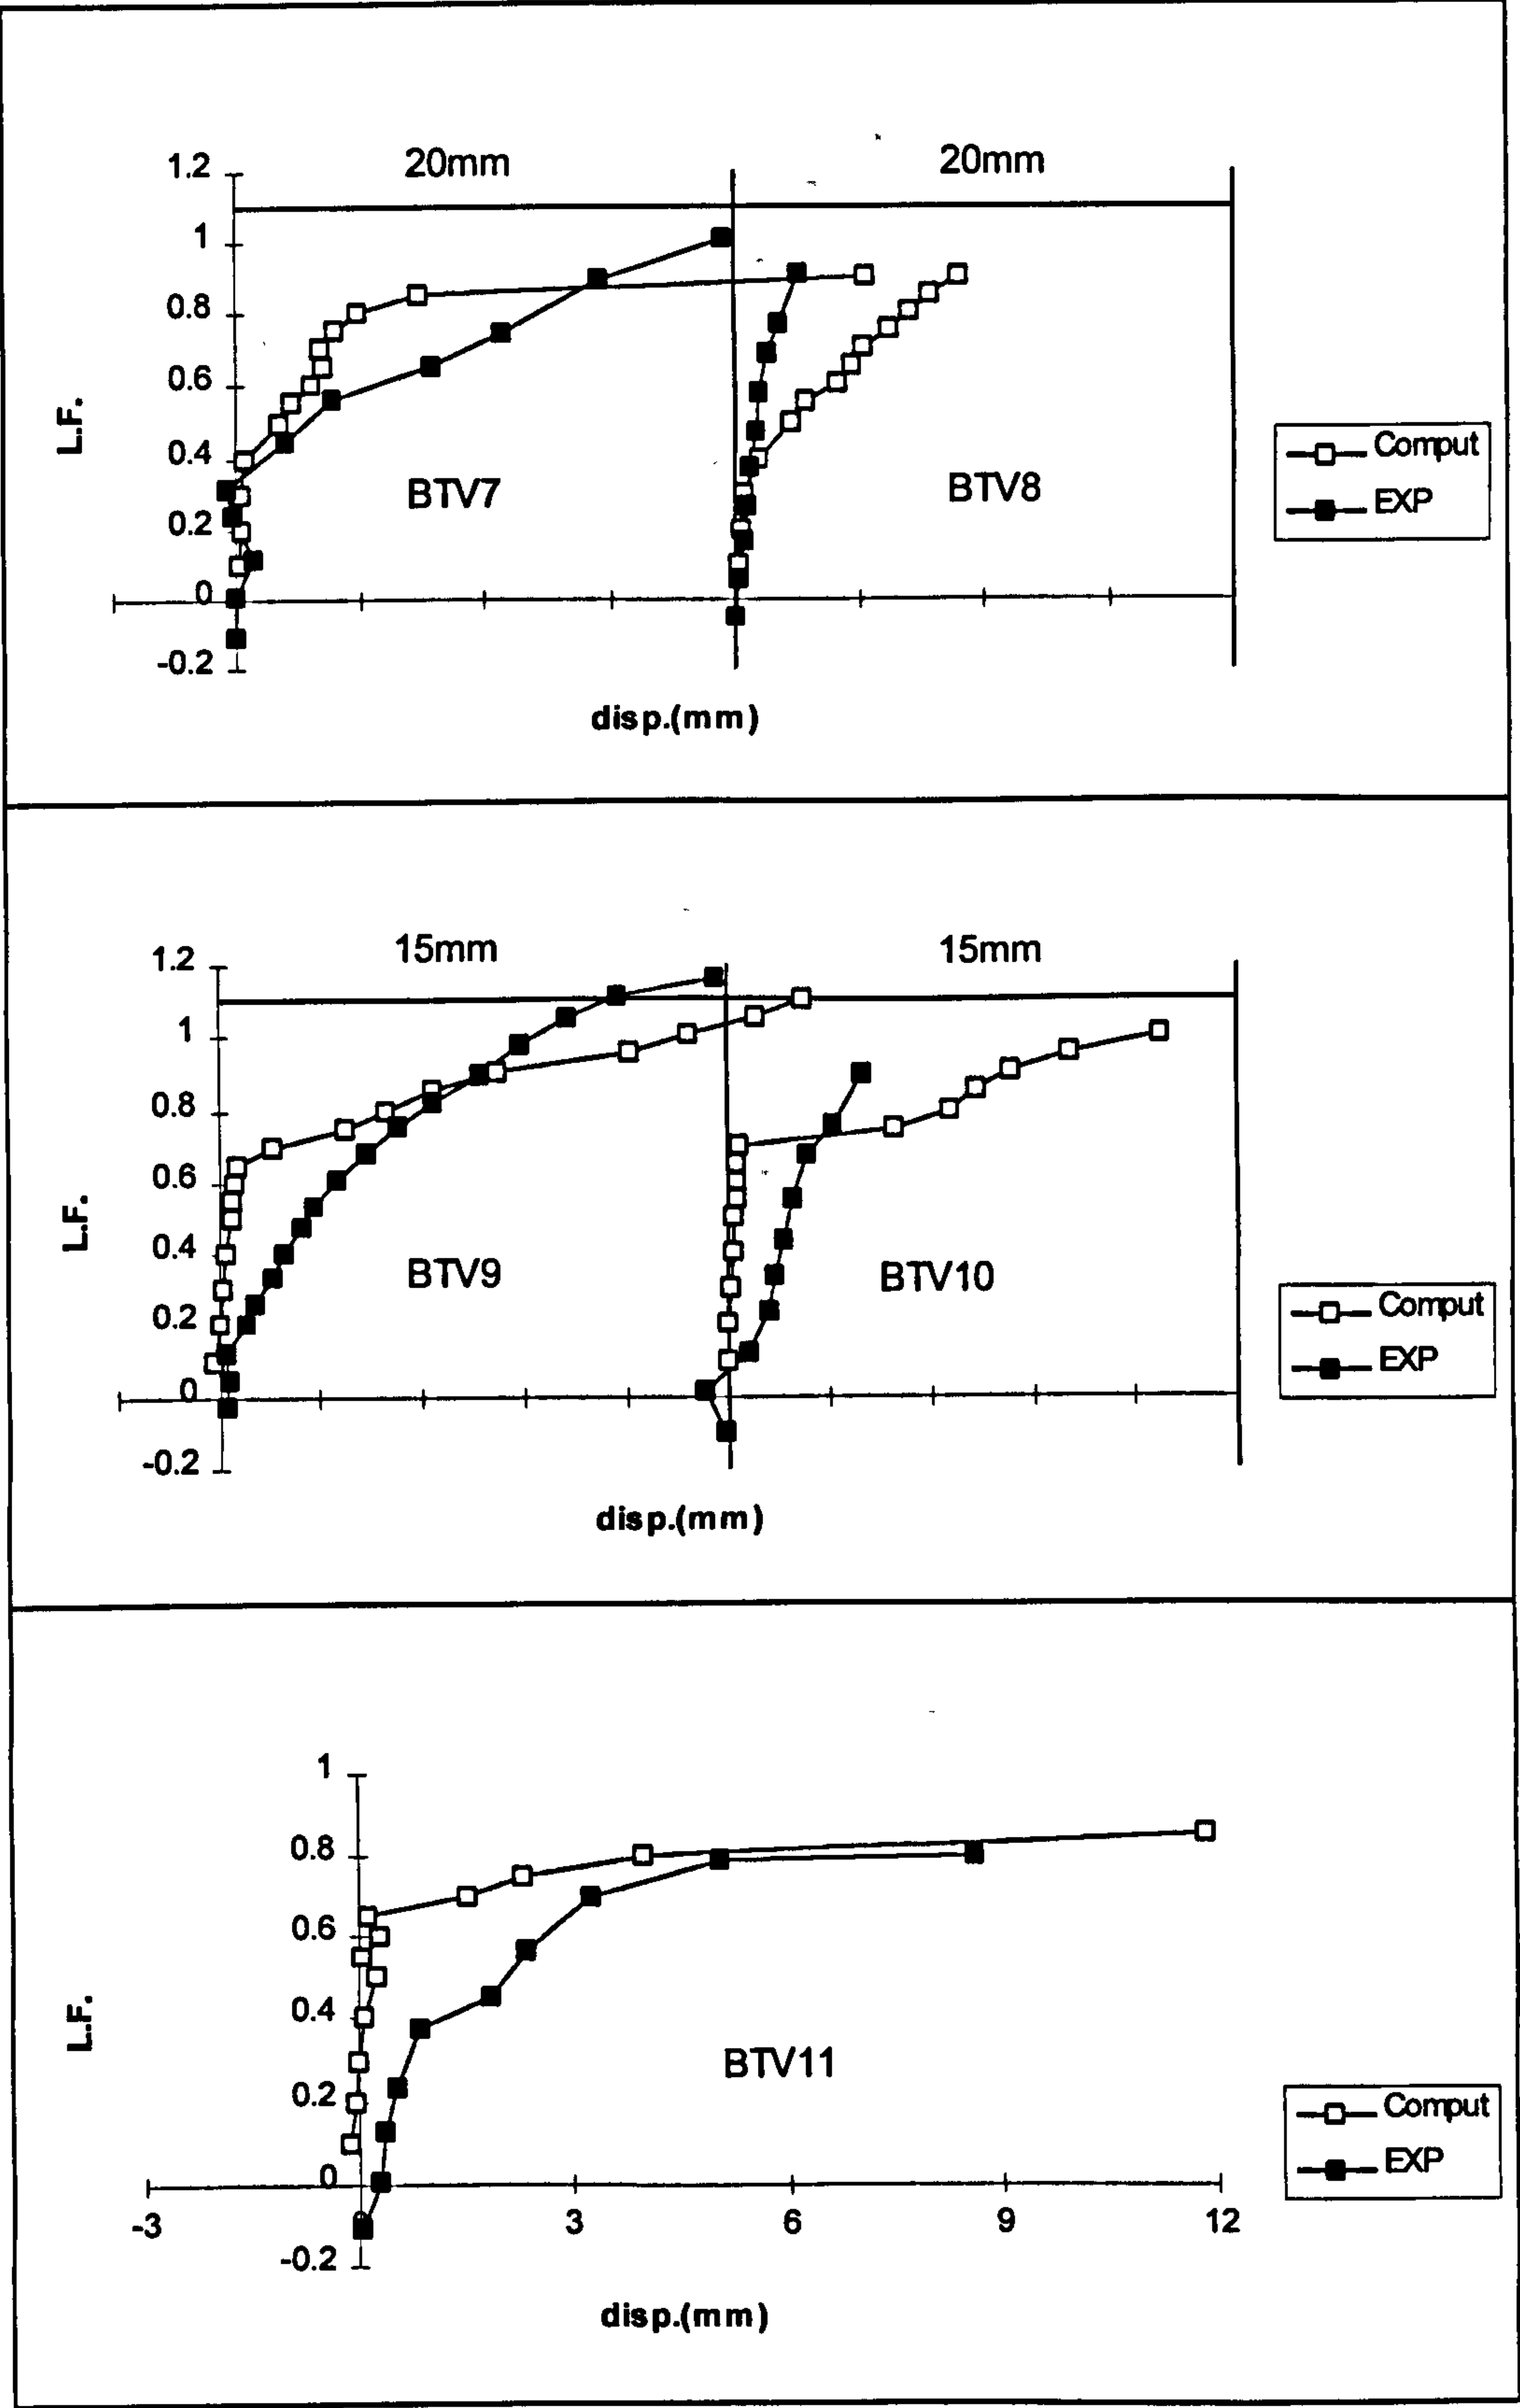 20mm 20mm
1.2
1
0.8
0.6
0.4
0.2
0
-0.2
L.F.
BTV7 BTV8
Comput
EXP
disp.(mm)
15mm 15mm
1.2
1
0.8
0.6
0.4
0.2
0
-0.2
L.F.
BTV9 BTV10
Comput
EXP
disp.(mm)
1
0.8
0.6
0.4
0.2
0
-0.2
L.F.
BTV11
Comput
EXP
-3 3 6 9 12
disp.(mm)